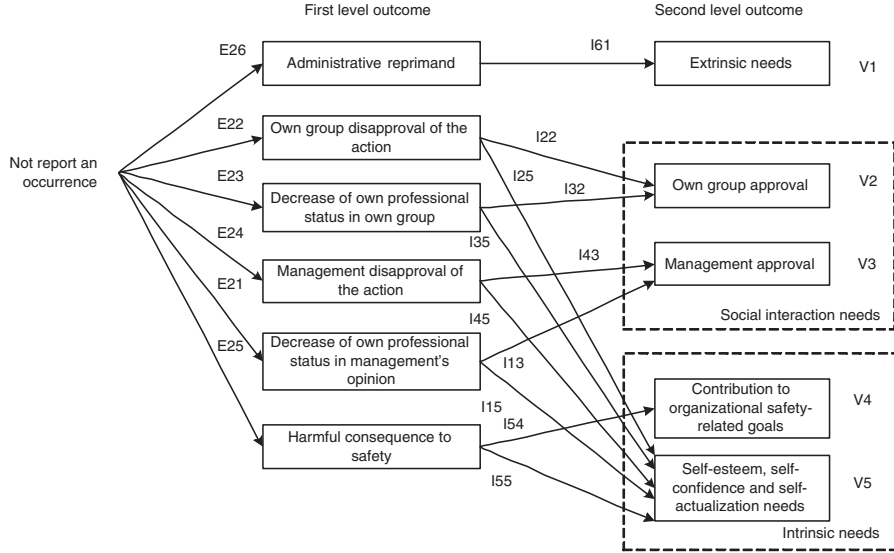 First level outcome
Second level outcome
E26
I61
Administrative reprimand
Extrinsic needs
V1
E22
Own group disapproval of the
action
I22
I25
Not report an
occurrence
E23
Decrease of own professional
status in own group
I32
Own group approval
V2
E24
I35
Management disapproval of
the action
I43
Management approval
V3
E21
I45
Social interaction needs
Decrease of own professional
status in management's
opinion
E25
I13
Contribution to
organizational safety-
related goals
V4
I15
I54
Harmful consequence to
safety
I55
Self-esteem, self-
confidence and self-
actualization needs
V5
Intrinsic needs